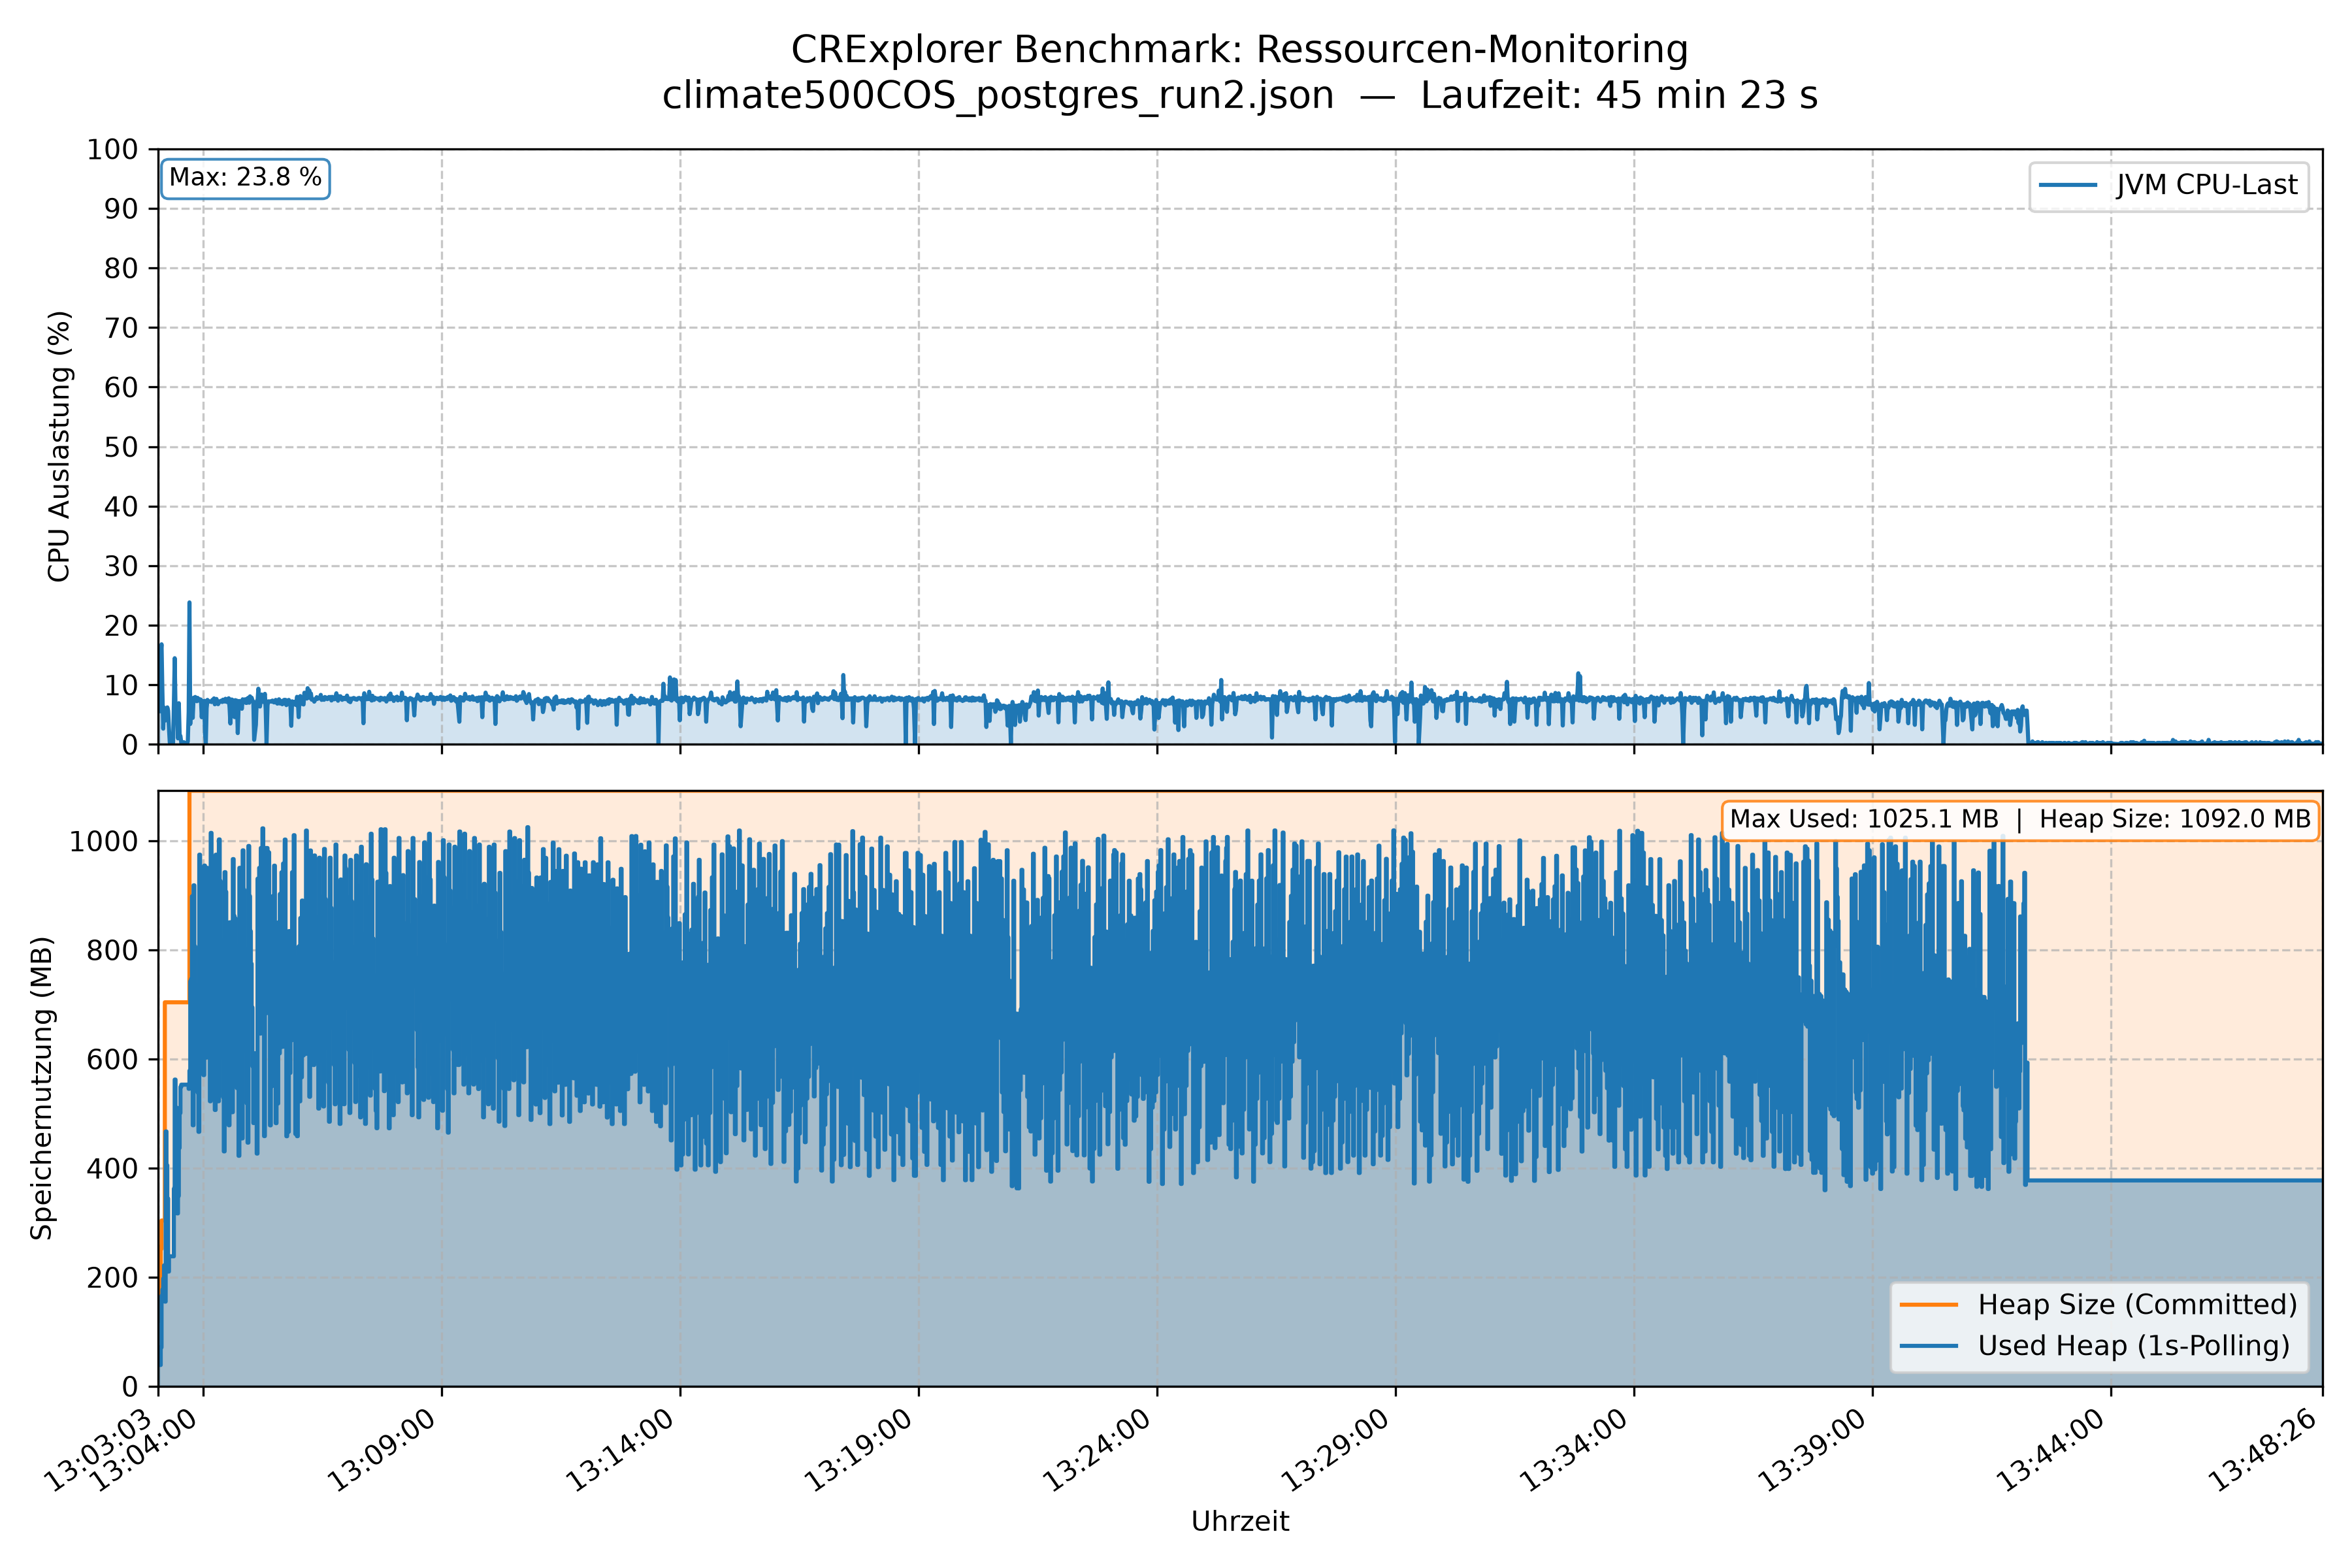 CRExplorer Benchmark: Ressourcen-Monitoring
climate500COS_postgres_run2.json — Laufzeit: 45 min 23 s
Max: 23.8 %
JVM CPU-Last
CPU Auslastung (%)
100
90
80
70
60
50
40
30
20
10
0
Max Used: 1025.1 MB | Heap Size: 1092.0 MB
Speichernutzung (MB)
1000
800
600
400
200
0
Heap Size (Committed)
Used Heap (1s-Polling)
13:03:03
13:04:00
13:09:00
13:14:00
13:19:00
13:24:00
13:29:00
13:34:00
13:39:00
13:44:00
13:48:26
Uhrzeit